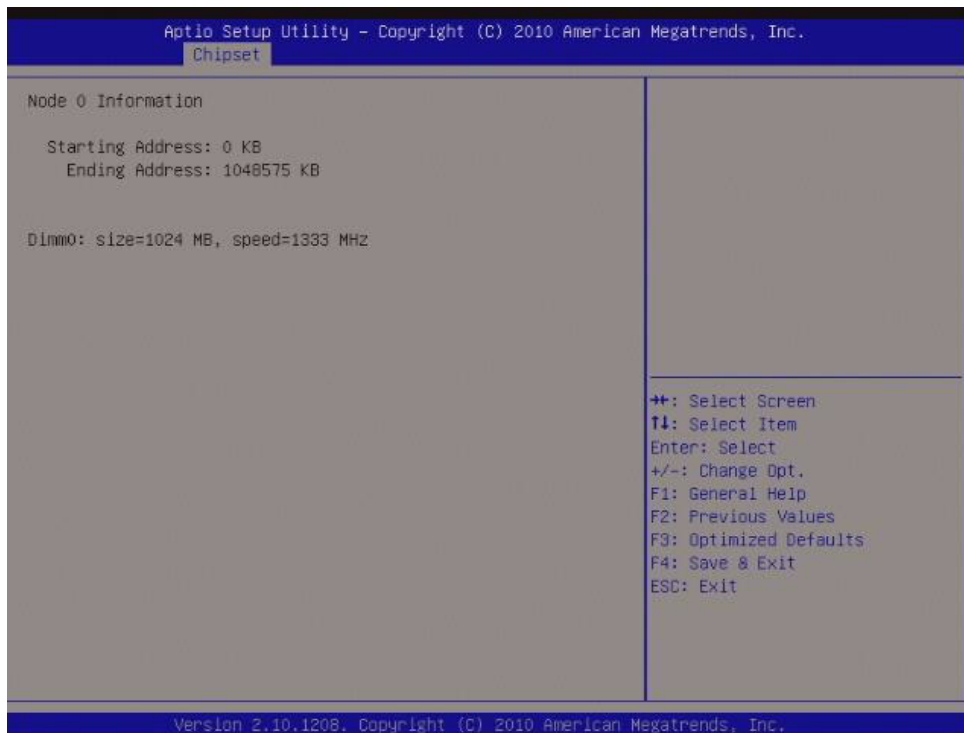 Aptio Setup Utility – Copyright (C) 2010 American Megatrends, Inc.
Chipset
Node 0 Information
Starting Address: 0 KB
Ending Address: 1048575 KB
Dimm0: size=1024 MB, speed=1333 MHz
→←: Select Screen
↑↓: Select Item
Enter: Select
+/-: Change Opt.
F1: General Help
F2: Previous Values
F3: Optimized Defaults
F4: Save & Exit
ESC: Exit
Version 2.10.1208. Copyright (C) 2010 American Megatrends, Inc.